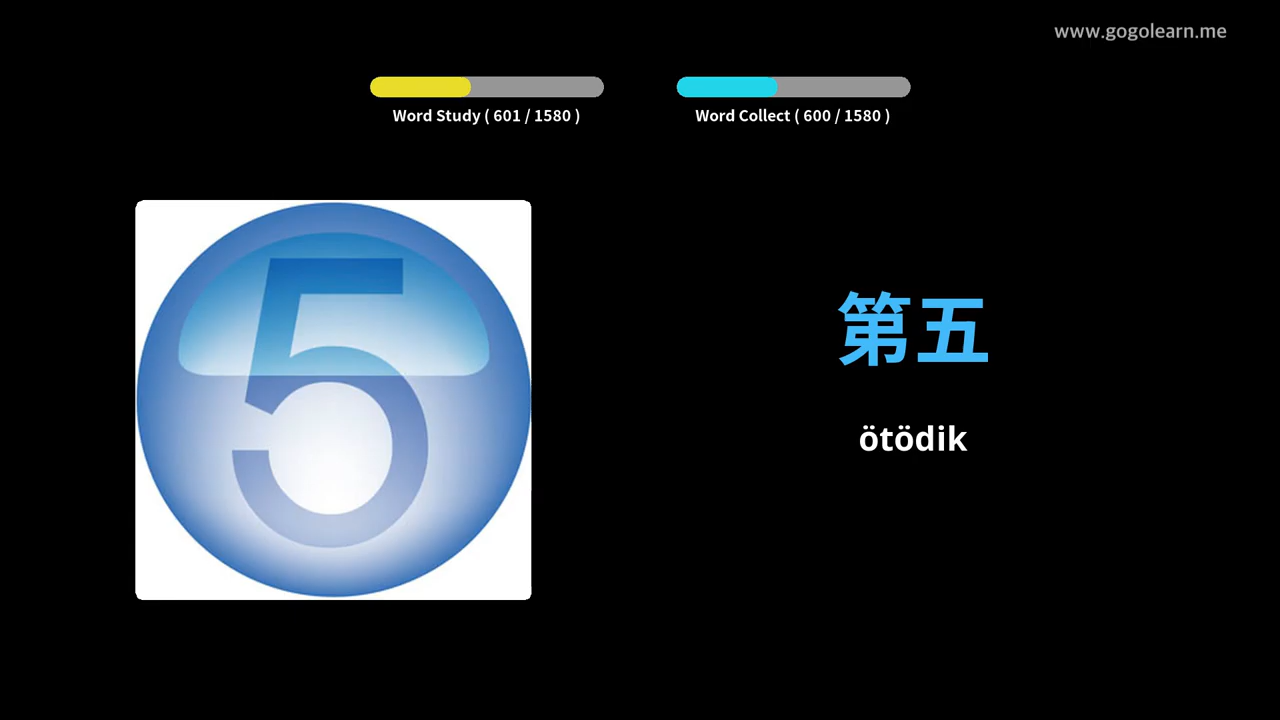 www.gogolearn.me
Word Study ( 601 / 1580 )
Word Collect ( 600 / 1580 )
5
第五
ötödik